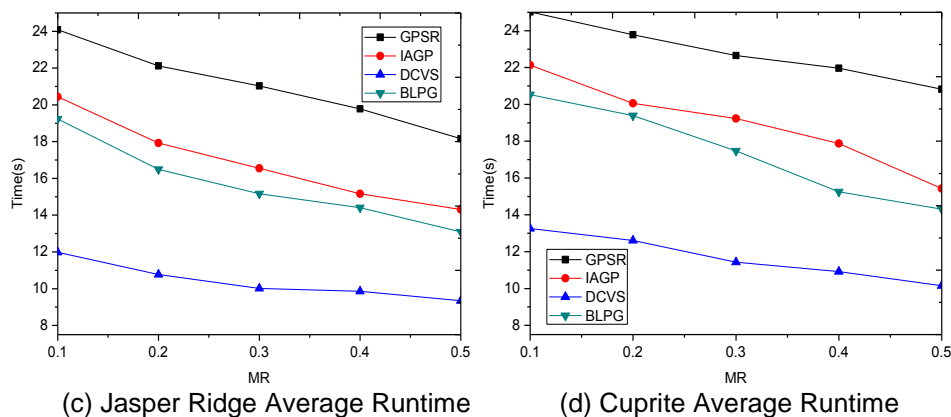 24
22
20
18
16
14
12
10
8
Time(s)
GPSR
IAGP
DCVS
BLPG
0.1
0.2
0.3
0.4
0.5
MR
(c) Jasper Ridge Average Runtime
24
22
20
18
16
14
12
10
8
Time(s)
GPSR
IAGP
DCVS
BLPG
0.1
0.2
0.3
0.4
0.5
MR
(d) Cuprite Average Runtime